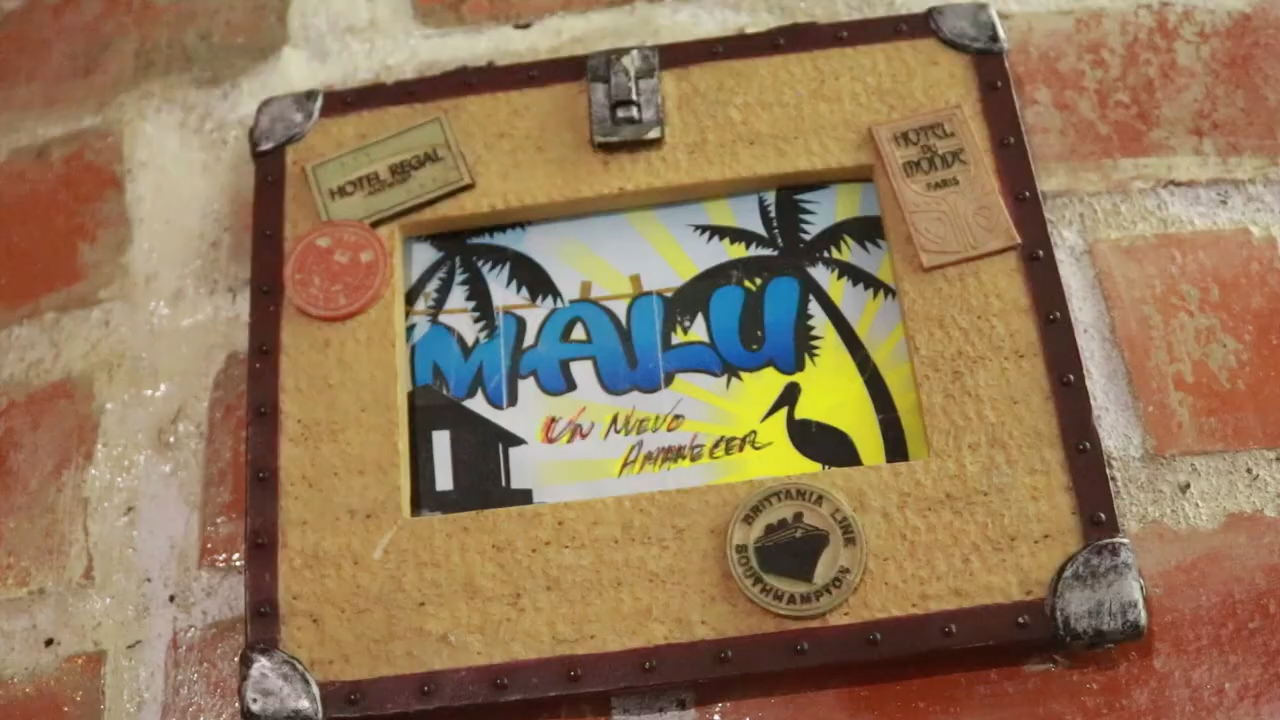 HOTEL REGAL
HOTEL
DU
MONDE
PARIS
MALU
UN NUEVO
AMANECER
BRITTANIA LINE
SOUTHHAMPTON